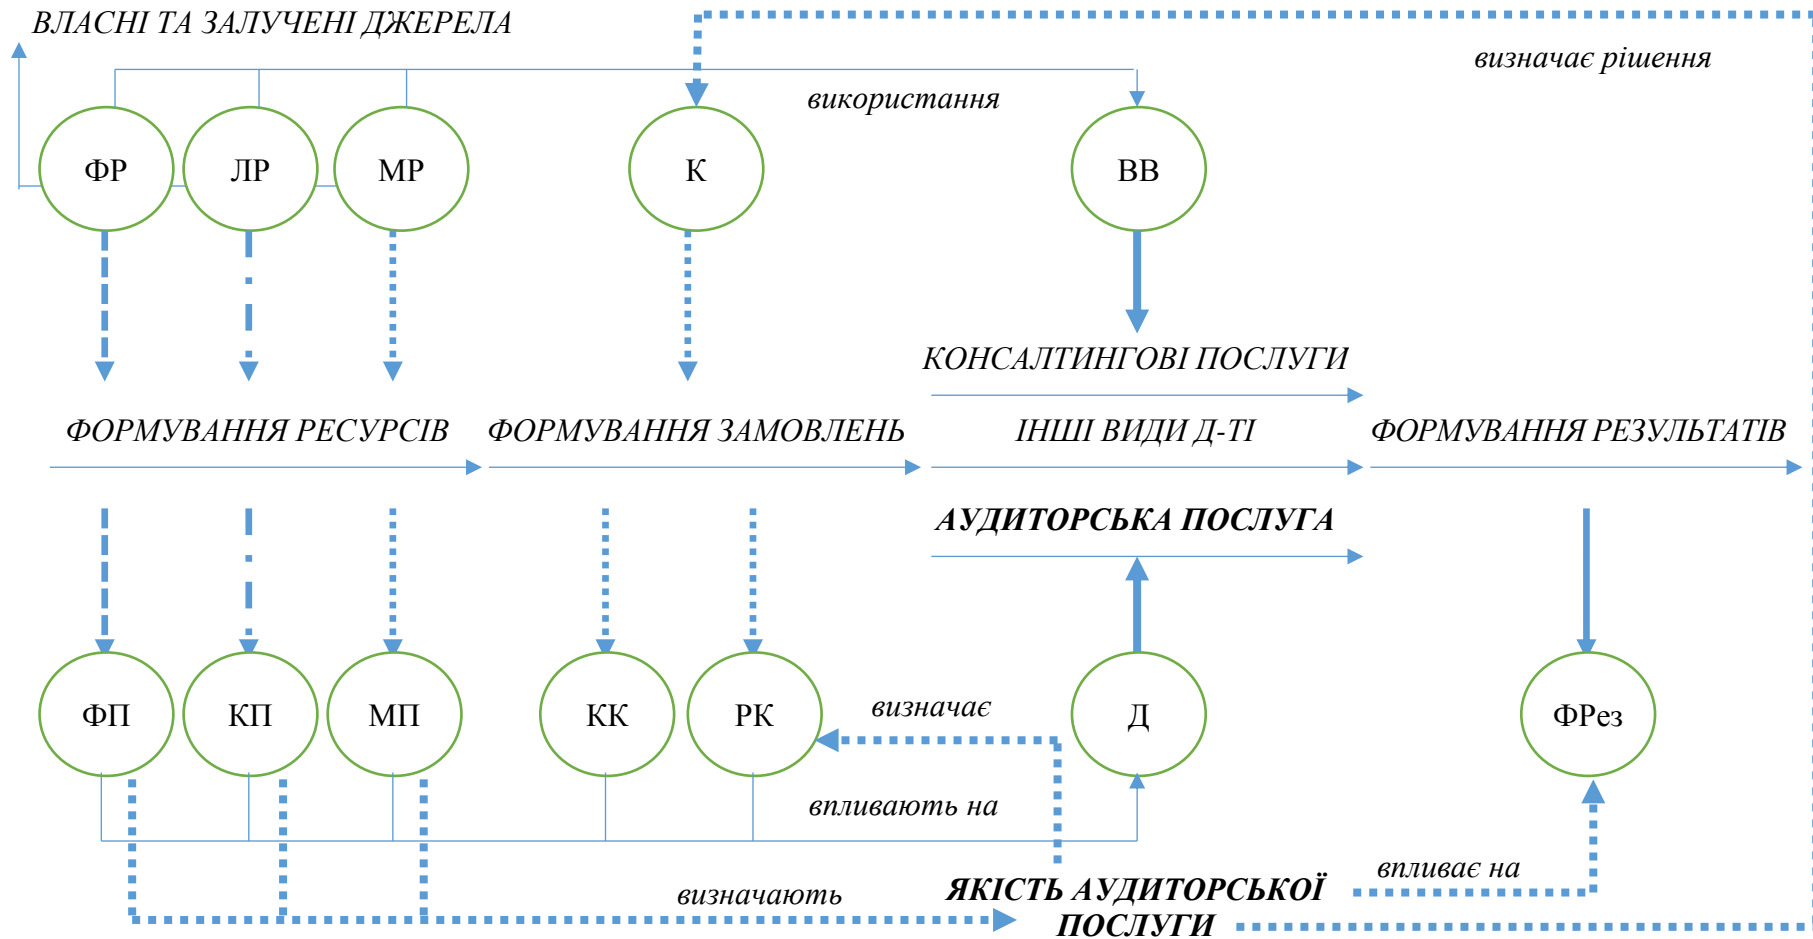 ВЛАСНІ ТА ЗАЛУЧЕНІ ДЖЕРЕЛА
визначає рішення
використання
ФР
ЛР
МР
К
ВВ
КОНСАЛТИНГОВІ ПОСЛУГИ
ФОРМУВАННЯ РЕСУРСІВ
ФОРМУВАННЯ ЗАМОВЛЕНЬ
ІНШІ ВИДИ Д-ТІ
ФОРМУВАННЯ РЕЗУЛЬТАТІВ
АУДИТОРСЬКА ПОСЛУГА
ФП
КП
МП
КК
РК
визначає
Д
ФРез
впливають на
впливає на
визначають
ЯКІСТЬ АУДИТОРСЬКОЇ
ПОСЛУГИ